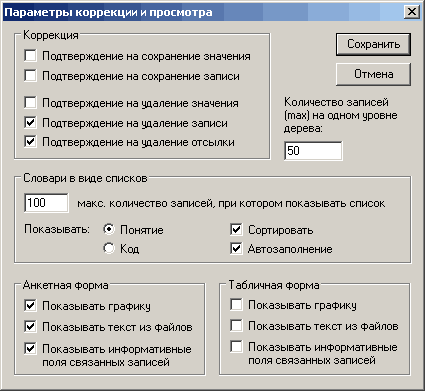 Параметры коррекции и просмотра
Коррекция
Подтверждение на сохранение значения
Подтверждение на сохранение записи
Подтверждение на удаление значения
Подтверждение на удаление записи
Подтверждение на удаление отсылки
Сохранить
Отмена
Количество записей
(max) на одном уровне
дерева:
50
Словари в виде списков
100 макс. количество записей, при котором показывать список
Показывать: Понятие Сортировать
Код Автозаполнение
Анкетная форма
Показывать графику
Показывать текст из файлов
Показывать информативные
поля связанных записей
Табличная форма
Показывать графику
Показывать текст из файлов
Показывать информативные
поля связанных записей